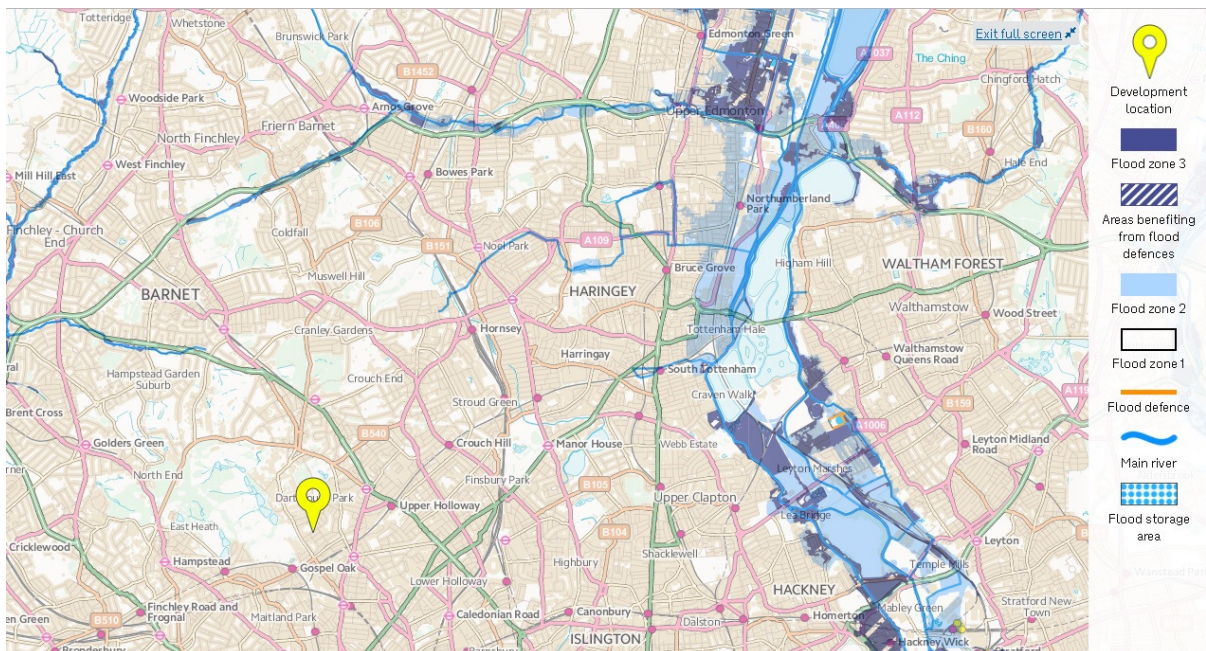 Totteridge
Whetstone
Brunswick Park
Edmonton Green
Exit full screen
A1037
The Ching
Chingford Hatch
B1452
Woodside Park
Arnos Grove
Upper Edmonton
A112
B160
North Finchley
Friern Barnet
Hale End
West Finchley
Mill Hill East
Bowes Park
Northumberland
Park
B106
Coldfall
Finchley - Church
End
B151
Noel Park
A109
Bruce Grove
Higham Hill
WALTHAM FOREST
Muswell Hill
BARNET
HARINGEY
Walthamstow
Cranley Gardens
Hornsey
Tottenham Hale
Wood Street
Harringay
Walthamstow
Queens Road
Hampstead Garden
Suburb
Crouch End
South Tottenham
A119
Stroud Green
Craven Walk
Brent Cross
B159
A1006
Golders Green
B540
Crouch Hill
Manor House
Webb Estate
Leyton Midland
Road
North End
Finsbury Park
B105
Leyton Marshes
Upper Clapton
Upper Holloway
East Heath
B104
Lea Bridge
Cricklewood
Hampstead
Gospel Oak
Shacklewell
Leyton
Highbury
Temple Mills
Lower Holloway
HACKNEY
Finchley Road and
Frognal
Maitland Park
Caledonian Road
Canonbury
Dalston
Homerton
Mabley Green
Stratford New
Town
B510
ISLINGTON
Hackney Wick
Stratford
Development
location
Flood zone 3
Areas benefiting
from flood
defences
Flood zone 2
Flood zone 1
Flood defence
Main river
Flood storage
area